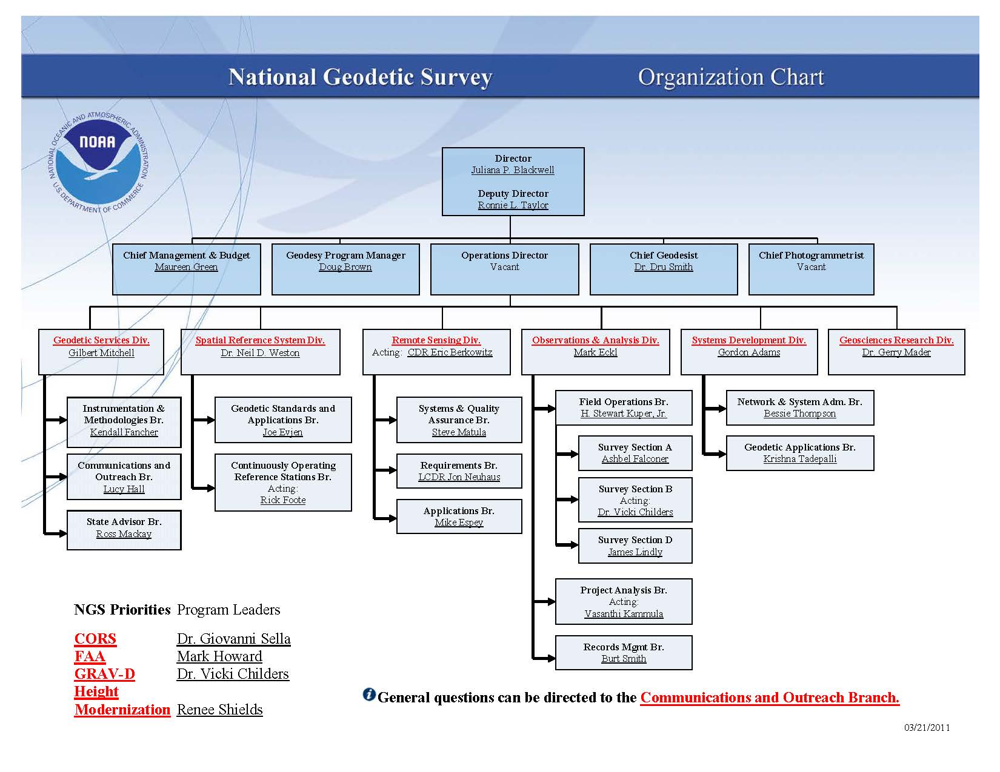 National Geodetic Survey Organization Chart
NATIONAL OCEANIC AND ATMOSPHERIC ADMINISTRATION
NOAA
U.S. DEPARTMENT OF COMMERCE
Director
Juliana P. Blackwell
Deputy Director
Ronnie L. Taylor
Chief Management & Budget
Maureen Green
Geodesy Program Manager
Doug Brown
Operations Director
Vacant
Chief Geodesist
Dr. Dru Smith
Chief Photogrammetrist
Vacant
Geodetic Services Div.
Gilbert Mitchell
Spatial Reference System Div.
Dr. Neil D. Weston
Remote Sensing Div.
Acting: CDR Eric Berkowitz
Observations & Analysis Div.
Mark Eckl
Systems Development Div.
Gordon Adams
Geosciences Research Div.
Dr. Gerry Mader
Instrumentation &
Methodologies Br.
Kendall Fancher
Communications and
Outreach Br.
Lucy Hall
State Advisor Br.
Ross Mackay
Geodetic Standards and
Applications Br.
Joe Evjen
Continuously Operating
Reference Stations Br.
Acting:
Rick Foote
Systems & Quality
Assurance Br.
Steve Matula
Requirements Br.
LCDR Jon Neuhaus
Applications Br.
Mike Espey
Field Operations Br.
H. Stewart Kuper, Jr.
Survey Section A
Ashbel Falconer
Survey Section B
Acting:
Dr. Vicki Childers
Survey Section D
James Lindly
Project Analysis Br.
Acting:
Vasanthi Kammula
Records Mgmt Br.
Burt Smith
Network & System Adm. Br.
Bessie Thompson
Geodetic Applications Br.
Krishna Tadepalli
NGS Priorities Program Leaders
CORS Dr. Giovanni Sella
FAA Mark Howard
GRAV-D Dr. Vicki Childers
Height
Modernization Renee Shields
i General questions can be directed to the Communications and Outreach Branch.
03/21/2011